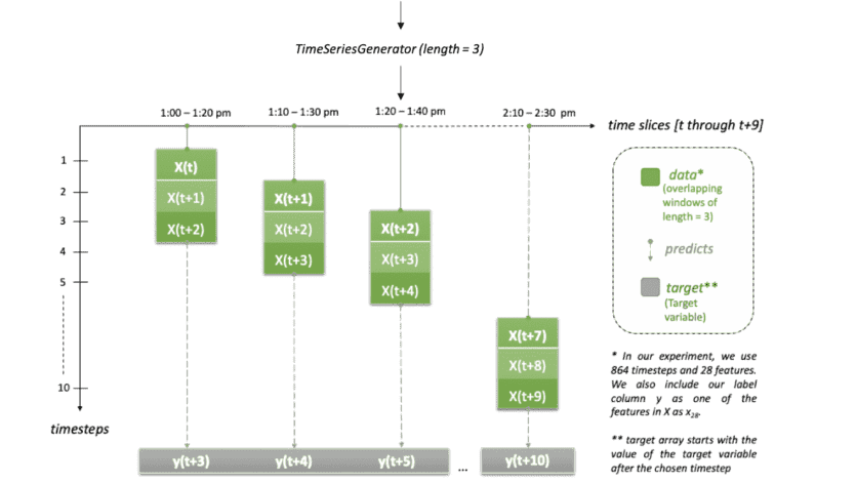 TimeSeriesGenerator (length = 3)
1:00 – 1:20 pm
1:10 – 1:30 pm
1:20 – 1:40 pm
2:10 – 2:30 pm
time slices [t through t+9]
1
2
3
4
5
10
timesteps
X(t)
X(t+1)
X(t+2)
X(t+1)
X(t+2)
X(t+3)
X(t+2)
X(t+3)
X(t+4)
X(t+7)
X(t+8)
X(t+9)
y(t+3)
y(t+4)
y(t+5)
...
y(t+10)
data*
(overlapping
windows of
length = 3)
predicts
target**
(Target
variable)
* In our experiment, we use
864 timesteps and 28 features.
We also include our label
column y as one of the
features in X as x₂₈.
** target array starts with the
value of the target variable
after the chosen timestep